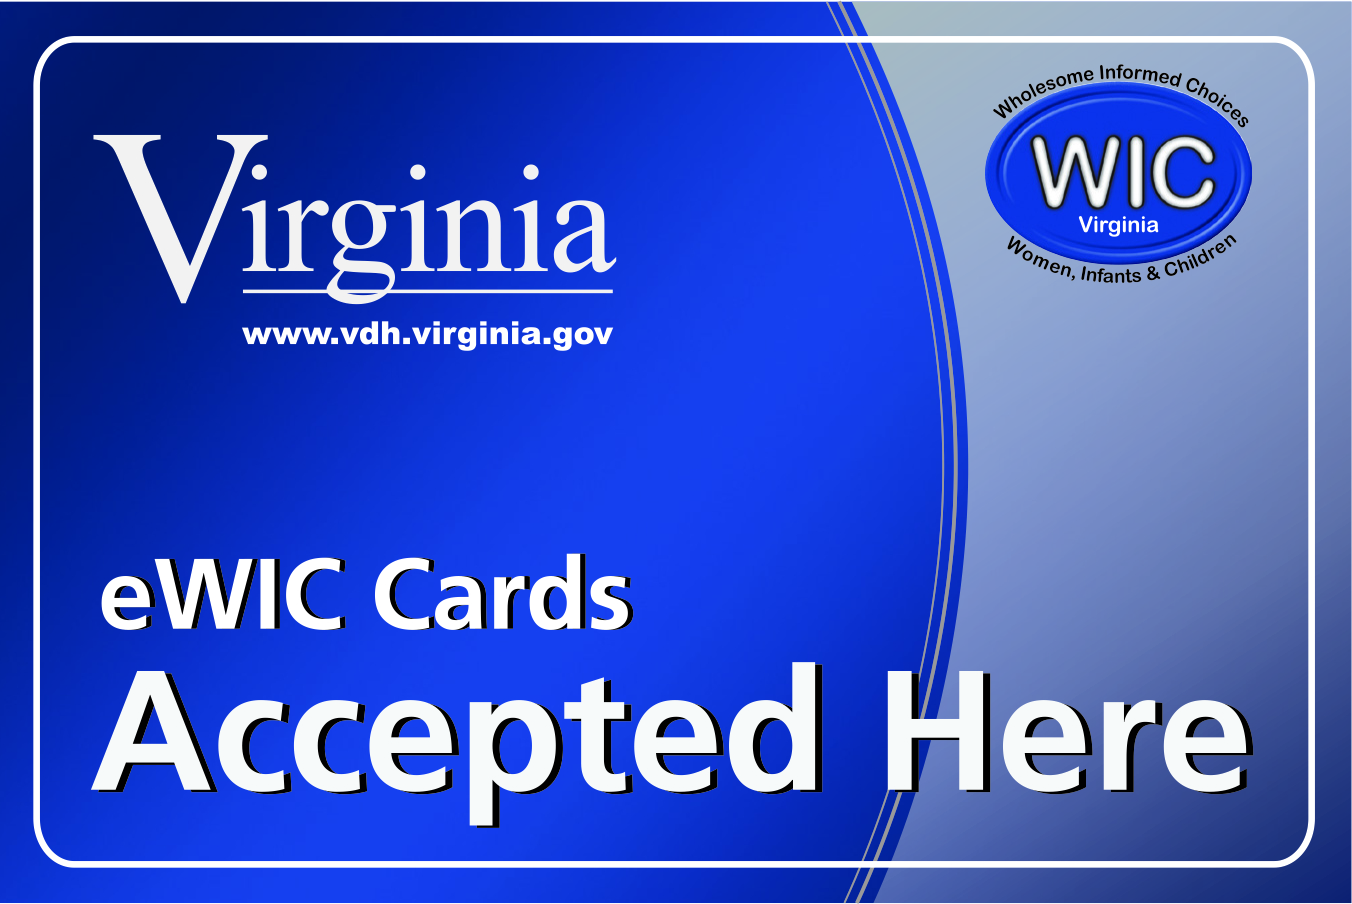 Virginia
www.vdh.virginia.gov
Wholesome Informed Choices
WIC
Virginia
Women, Infants & Children
eWIC Cards
Accepted Here